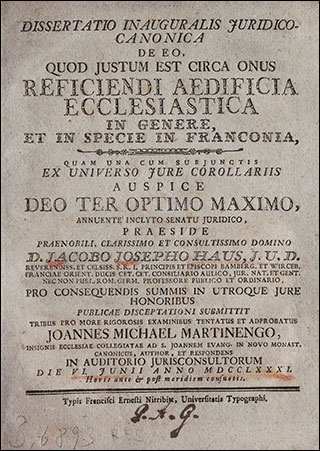 DISSERTATIO INAUGURALIS JURIDICO-
CANONICA
DE EO,
QUOD JUSTUM EST CIRCA ONUS
REFICIENDI AEDIFICIA
ECCLESIASTICA
IN GENERE,
ET IN SPECIE IN FRANCONIA,
QUAM UNA CUM SUBJUNCTIS
EX UNIVERSO JURE COROLLARIIS
AUSPICE
DEO TER OPTIMO MAXIMO,
ANNUENTE INCLYTO SENATU JURIDICO,
PRAESIDE
PRAENOBILI, CLARISSIMO ET CONSULTISSIMO DOMINO
D. JACOBO JOSEPHO HAUS, J. U. D.
REVERENDISS. ET CELSISS. S. R. I. PRINCIPIS ET EPISCOPI BAMBERG. ET WIRCEB.
FRANCIAE ORIENT. DUCIS CET. CET. CONSILIARIO AULICO, JUR. NAT. ET GENT.
NECNON PUBL. ROM. GERM. PROFESSORE PUBLICO ET ORDINARIO,
PRO CONSEQUENDIS SUMMIS IN UTROQUE JURE
HONORIBUS
PUBLICAE DISCEPTATIONI SUBMITTIT
TRIBUS PRO MORE RIGOROSIS EXAMINIBUS TENTATUS ET ADPROBATUS
JOANNES MICHAEL MARTINENGO,
INSIGNIS ECCLESIAE COLLEGIATAE AD S. JOANNEM EVANG. IN NOVO MONAST.
CANONICUS, AUTHOR, ET RESPONDENS
IN AUDITORIO JURISCONSULTORUM
DIE VI. JUNII ANNO MDCCLXXXI.
Horis ante & post meridiem consuetis.
Typis Francisci Ernesti Nitribitt, Universitatis Typographi.
G. A. G.